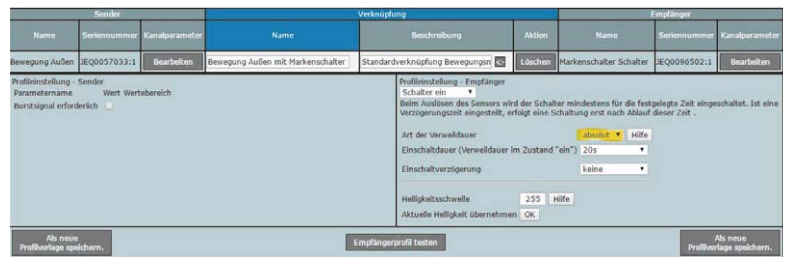 Sender Verknüpfung Empfänger
Name Seriennummer Kanalparameter Name Beschreibung Aktion Name Seriennummer Kanalparameter
Bewegung Außen JEQ0057033:1 Bearbeiten Bewegung Außen mit Markenschalter Standardverknüpfung Bewegungsn <- Löschen Markenschalter Schalter JEQ0096502:1 Bearbeiten
Profileinstellung - Sender
Parametername Wert Wertebereich
Burstsignal erforderlich
Profileinstellung - Empfänger
Schalter ein
Beim Auslösen des Sensors wird der Schalter mindestens für die festgelegte Zeit eingeschaltet. Ist eine
Verzögerungszeit eingestellt, erfolgt eine Schaltung erst nach Ablauf dieser Zeit .
Art der Verweildauer absolut Hilfe
Einschaltdauer (Verweildauer im Zustand "ein") 20s
Einschaltverzögerung keine
Helligkeitsschwelle 255 Hilfe
Aktuelle Helligkeit übernehmen OK
Als neue
Profilvorlage speichern.
Empfängerprofil testen
Als neue
Profilvorlage speichern.